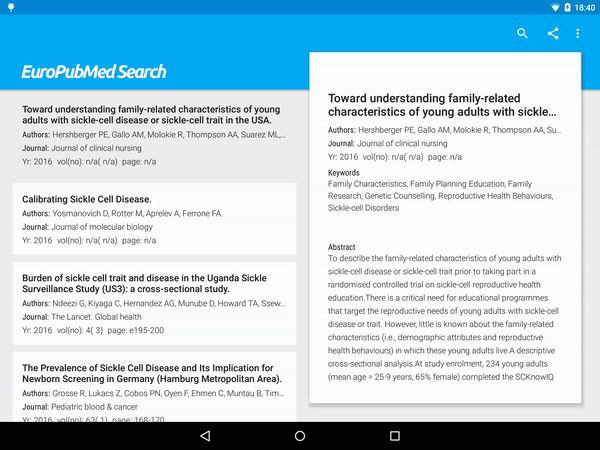 18:40
EuroPubMed Search
Toward understanding family-related characteristics of young
adults with sickle-cell disease or sickle-cell trait in the USA.
Authors: Hershberger PE, Gallo AM, Molokie R, Thompson AA, Suarez ML,...
Journal: Journal of clinical nursing
Yr: 2016 vol(no): n/a( n/a) page: n/a
Calibrating Sickle Cell Disease.
Authors: Yosmanovich D, Rotter M, Aprelev A, Ferrone FA.
Journal: Journal of molecular biology
Yr: 2016 vol(no): n/a( n/a) page: n/a
Burden of sickle cell trait and disease in the Uganda Sickle
Surveillance Study (US3): a cross-sectional study.
Authors: Ndeezi G, Kiyaga C, Hernandez AG, Munube D, Howard TA, Ssew...
Journal: The Lancet. Global health
Yr: 2016 vol(no): 4( 3) page: e195-200
The Prevalence of Sickle Cell Disease and Its Implication for
Newborn Screening in Germany (Hamburg Metropolitan Area).
Authors: Grosse R, Lukacs Z, Cobos PN, Oyen F, Ehmen C, Muntau B, Tim...
Journal: Pediatric blood & cancer
Yr: 2016 vol(no): 63( 1) page: 168-170
Toward understanding family-related
characteristics of young adults with sickle...
Authors: Hershberger PE, Gallo AM, Molokie R, Thompson AA, Su...
Journal: Journal of clinical nursing
Yr: 2016 vol(no): n/a( n/a) page: n/a
Keywords
Family Characteristics, Family Planning Education, Family
Research, Genetic Counselling, Reproductive Health Behaviours,
Sickle-cell Disorders
Abstract
To describe the family-related characteristics of young adults with
sickle-cell disease or sickle-cell trait prior to taking part in a
randomised controlled trial on sickle-cell reproductive health
education.There is a critical need for educational programmes
that target the reproductive needs of young adults with sickle-cell
disease or trait. However, little is known about the family-related
characteristics (i.e., demographic attributes and reproductive
health behaviours) in which these young adults live.A descriptive
cross-sectional analysis.At study enrolment, 234 young adults
(mean age = 25·9 years, 65% female) completed the SCKnowIQ